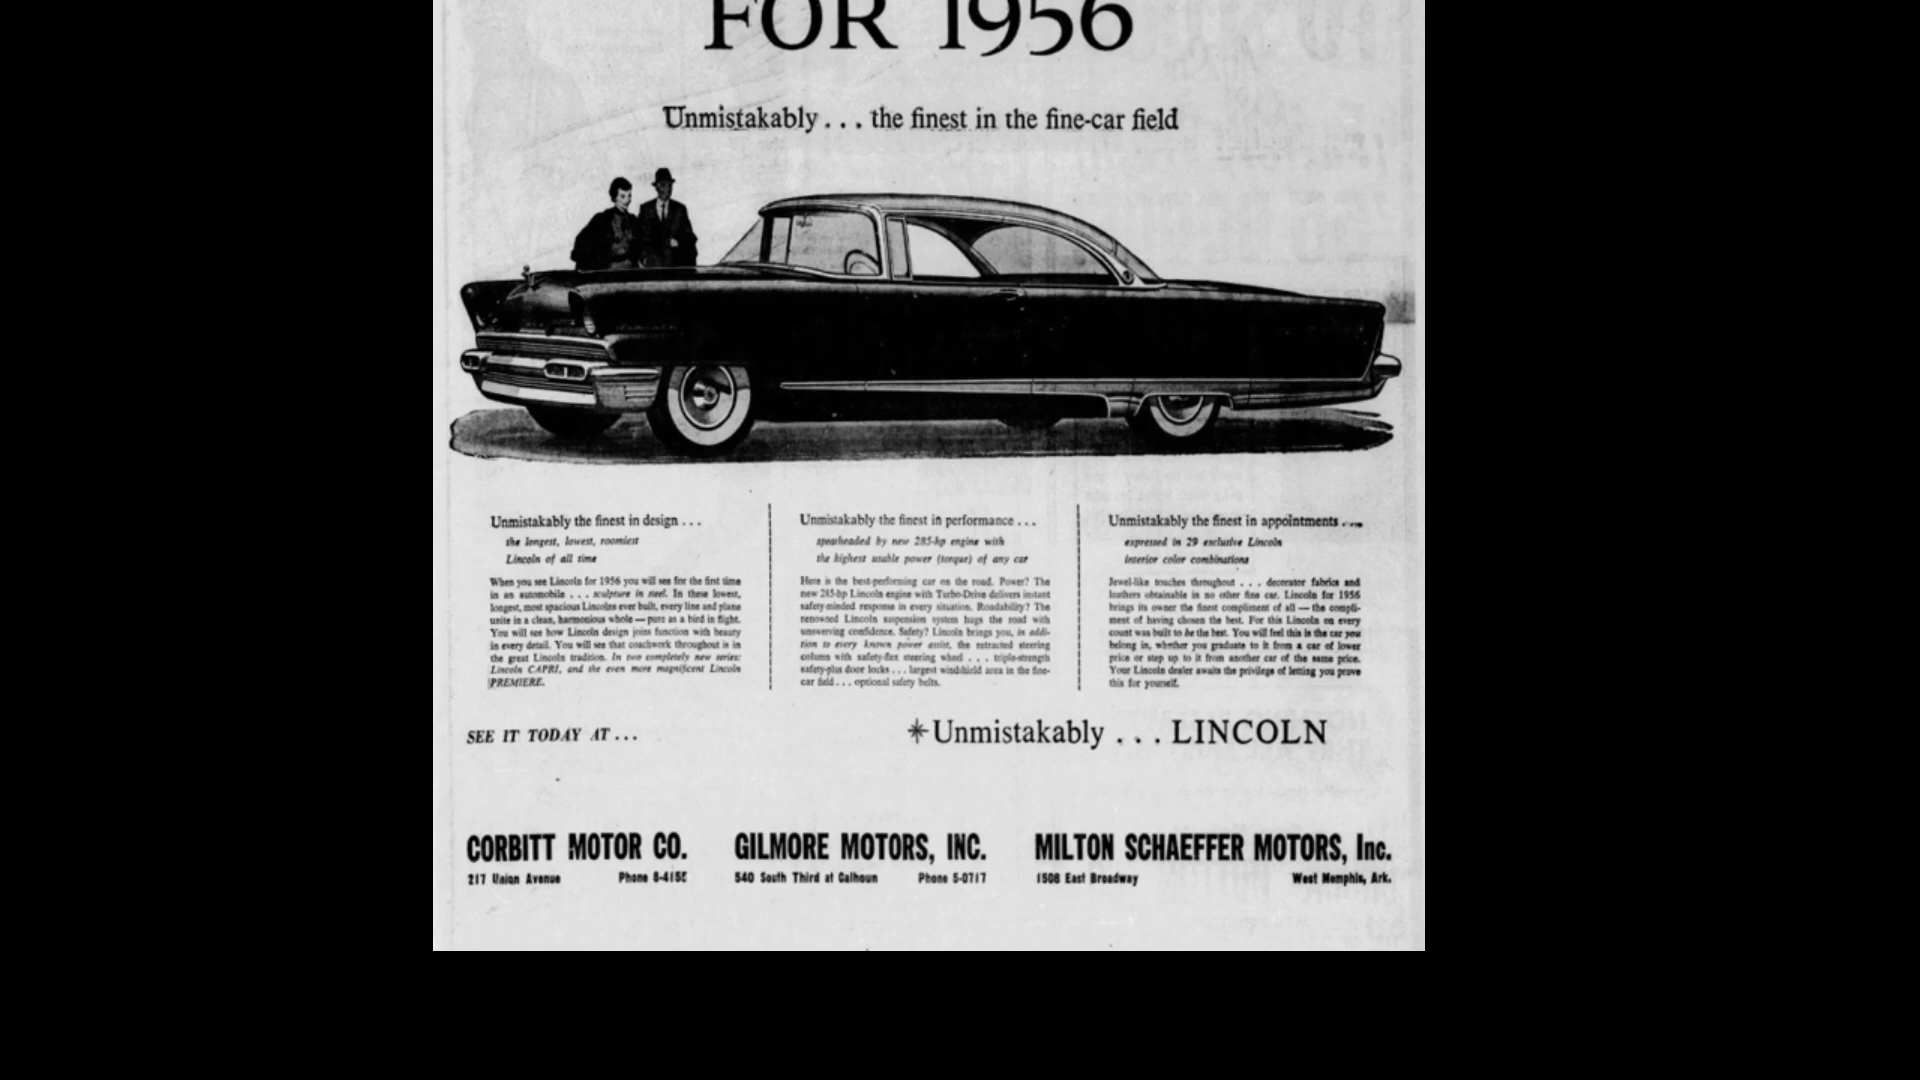 FOR 1956
Unmistakably . . . the finest in the fine-car field
Unmistakably the finest in design . . .
the longest, lowest, roomiest
Lincoln of all time
When you see Lincoln for 1956 you will see for the first time
in an automobile . . . sculpture in steel. In these lowest,
longest, most spacious Lincolns ever built, every line and plane
unite in a clean, harmonious whole — pure as a bird in flight.
You will see how Lincoln design joins function with beauty
in every detail. You will see that coachwork throughout is in
the great Lincoln tradition. In two completely new series:
Lincoln CAPRI, and the even more magnificent Lincoln
PREMIERE.
Unmistakably the finest in performance . . .
spearheaded by new 285-hp engine with
the highest usable power (torque) of any car
Here is the best-performing car on the road. Power? The
new 285-hp Lincoln engine with Turbo-Drive delivers instant
safety-minded response in every situation. Roadability? The
renowned Lincoln suspension system hugs the road with
unswerving confidence. Safety? Lincoln brings you, in addi-
tion to every known power assist, the retracted steering
column with safety-flex steering wheel . . . triple-strength
safety-plus door locks . . . largest windshield area in the fine-
car field . . . optional safety belts.
Unmistakably the finest in appointments . . .
expressed in 29 exclusive Lincoln
interior color combinations
Jewel-like touches throughout . . . decorator fabrics and
leathers obtainable in no other fine car. Lincoln for 1956
brings its owner the finest compliment of all — the compli-
ment of having chosen the best. For this Lincoln on every
count was built to be the best. You will feel this is the car you
belong in, whether you graduate to it from a car of lower
price or step up to it from another car of the same price.
Your Lincoln dealer awaits the privilege of letting you prove
this for yourself.
SEE IT TODAY AT . . .
*Unmistakably . . . LINCOLN
CORBITT MOTOR CO.
217 Union Avenue Phone
GILMORE MOTORS, INC.
540 South Third at Calhoun Phone 5-0717
MILTON SCHAEFFER MOTORS, Inc.
1508 East Broadway West Memphis, Ark.